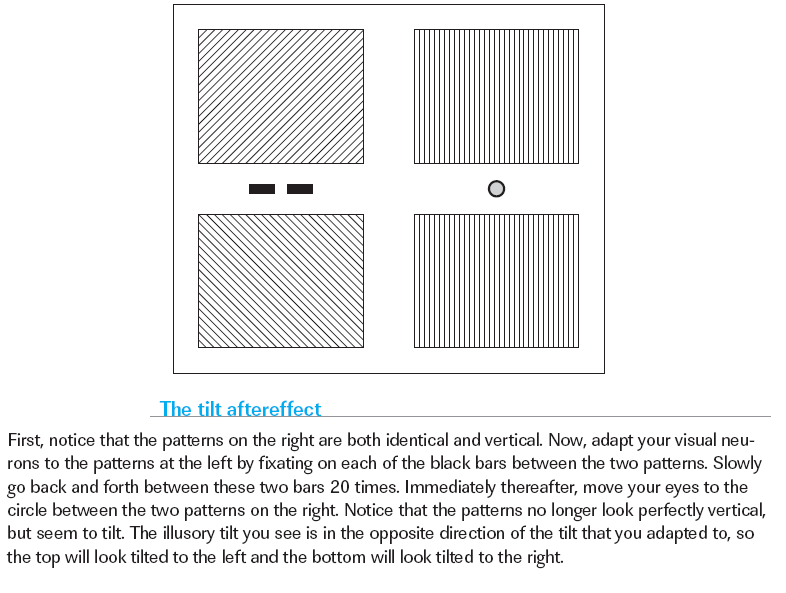 The tilt aftereffect
First, notice that the patterns on the right are both identical and vertical. Now, adapt your visual neu-
rons to the patterns at the left by fixating on each of the black bars between the two patterns. Slowly
go back and forth between these two bars 20 times. Immediately thereafter, move your eyes to the
circle between the two patterns on the right. Notice that the patterns no longer look perfectly vertical,
but seem to tilt. The illusory tilt you see is in the opposite direction of the tilt that you adapted to, so
the top will look tilted to the left and the bottom will look tilted to the right.